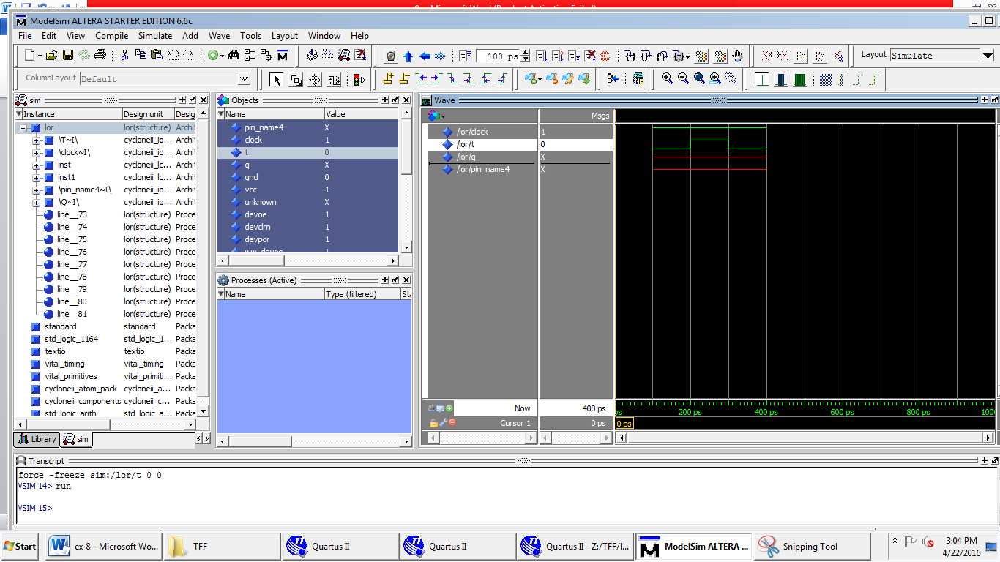 ModelSim ALTERA STARTER EDITION 6.6c
File Edit View Compile Simulate Add Wave Tools Layout Window Help
100 ps
Layout Simulate
ColumnLayout Default
sim
Instance Design unit Desig
lor lor(structure) Archit
\T~I\ cycloneii_io... Archit
\clock~I\ cycloneii_io... Archit
inst cycloneii_lc... Archit
inst1 cycloneii_lc... Archit
\pin_name4~I\ cycloneii_io... Archit
\Q~I\ cycloneii_io... Archit
line__73 lor(structure) Proce
line__74 lor(structure) Proce
line__75 lor(structure) Proce
line__76 lor(structure) Proce
line__77 lor(structure) Proce
line__78 lor(structure) Proce
line__79 lor(structure) Proce
line__80 lor(structure) Proce
line__81 lor(structure) Proce
standard standard Packa
std_logic_1164 std_logic_1... Packa
textio textio Packa
vital_timing vital_timing Packa
vital_primitives vital_primiti... Packa
cycloneii_atom_pack cycloneii_a... Packa
cycloneii_components cycloneii_c... Packa
std_logic_arith std_logic_a... Packa
Library sim
Objects
Name Value
pin_name4 X
clock 1
t 0
q X
gnd 0
vcc 1
unknown X
devoe 1
devclrn 1
devpor 1
ww_devoe 1
Processes (Active)
Name Type (filtered) Sta
Wave
Msgs
/lor/clock 1
/lor/t 0
/lor/q X
/lor/pin_name4 X
Now 400 ps
Cursor 1 0 ps
ps 200 ps 400 ps 600 ps 800 ps 1000
0 ps
Transcript
force -freeze sim:/lor/t 0 0
VSIM 14> run
VSIM 15>
Start
ex-8 - Microsoft Wo...
TFF
Quartus II
Quartus II
Quartus II - Z:/TFF/l...
ModelSim ALTERA ...
Snipping Tool
3:04 PM
4/22/2016